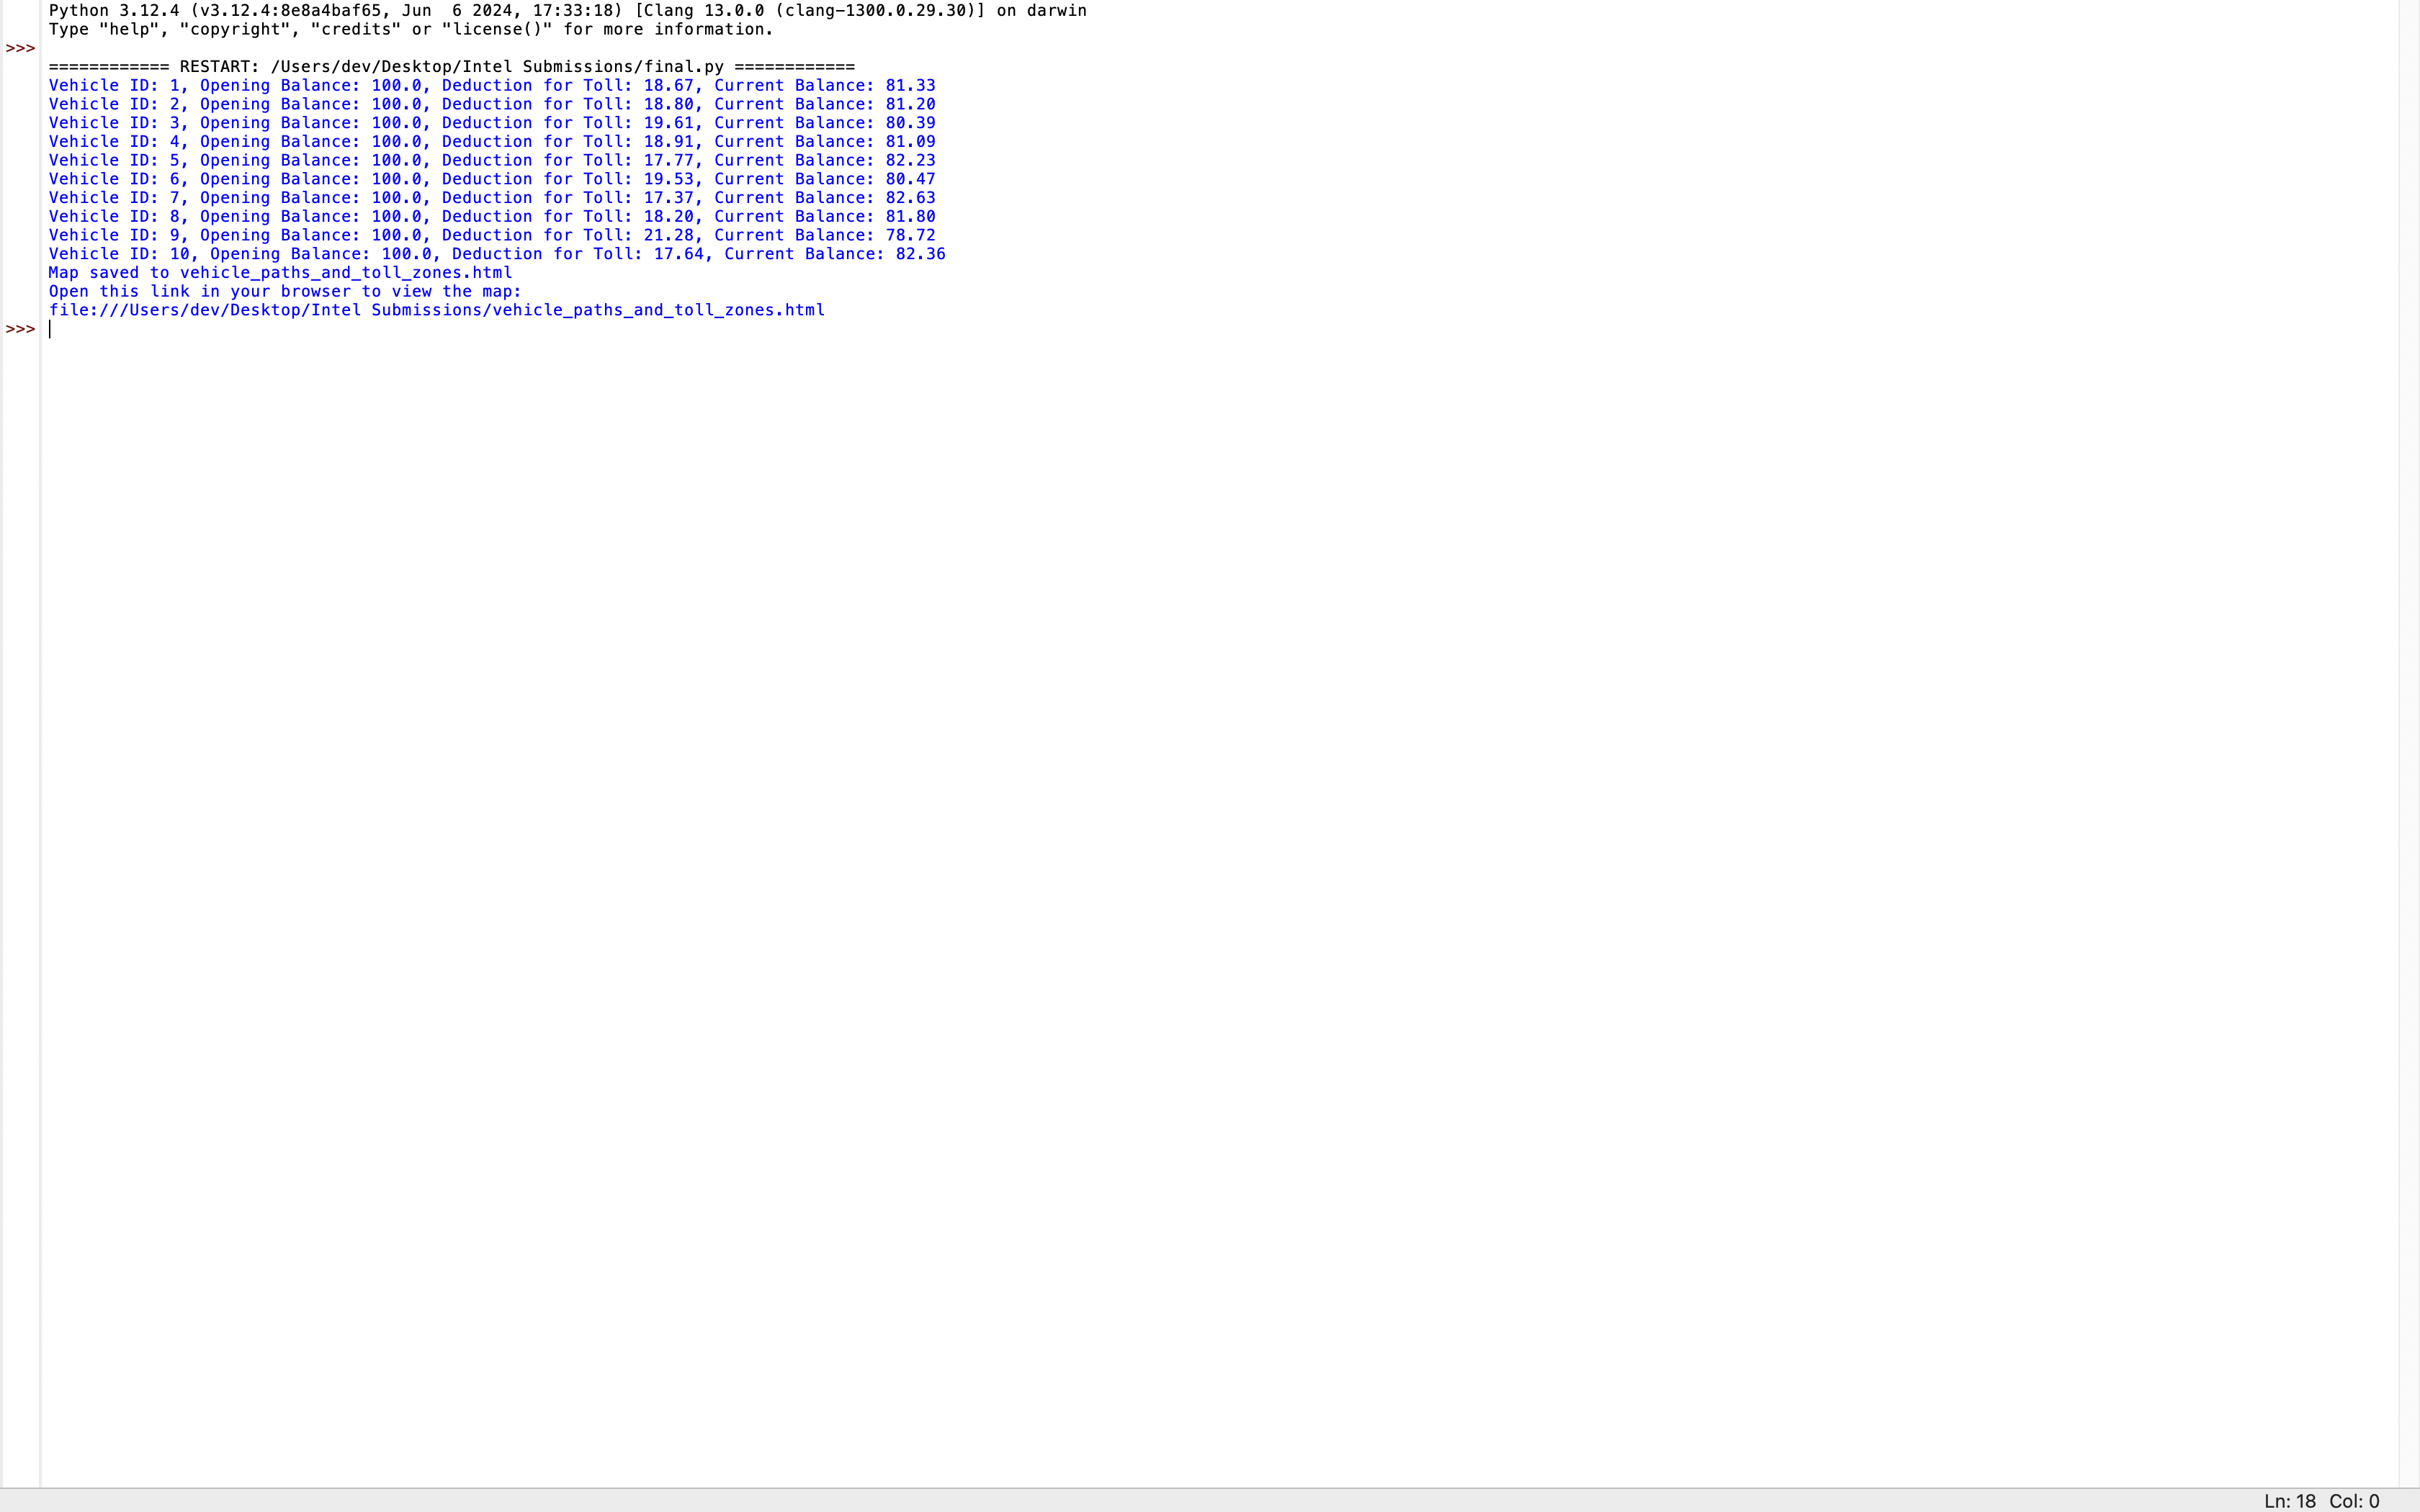 Python 3.12.4 (v3.12.4:8e8a4baf65, Jun  6 2024, 17:33:18) [Clang 13.0.0 (clang-1300.0.29.30)] on darwin
Type "help", "copyright", "credits" or "license()" for more information.
>>>
============ RESTART: /Users/dev/Desktop/Intel Submissions/final.py ============
Vehicle ID: 1, Opening Balance: 100.0, Deduction for Toll: 18.67, Current Balance: 81.33
Vehicle ID: 2, Opening Balance: 100.0, Deduction for Toll: 18.80, Current Balance: 81.20
Vehicle ID: 3, Opening Balance: 100.0, Deduction for Toll: 19.61, Current Balance: 80.39
Vehicle ID: 4, Opening Balance: 100.0, Deduction for Toll: 18.91, Current Balance: 81.09
Vehicle ID: 5, Opening Balance: 100.0, Deduction for Toll: 17.77, Current Balance: 82.23
Vehicle ID: 6, Opening Balance: 100.0, Deduction for Toll: 19.53, Current Balance: 80.47
Vehicle ID: 7, Opening Balance: 100.0, Deduction for Toll: 17.37, Current Balance: 82.63
Vehicle ID: 8, Opening Balance: 100.0, Deduction for Toll: 18.20, Current Balance: 81.80
Vehicle ID: 9, Opening Balance: 100.0, Deduction for Toll: 21.28, Current Balance: 78.72
Vehicle ID: 10, Opening Balance: 100.0, Deduction for Toll: 17.64, Current Balance: 82.36
Map saved to vehicle_paths_and_toll_zones.html
Open this link in your browser to view the map:
file:///Users/dev/Desktop/Intel Submissions/vehicle_paths_and_toll_zones.html
>>>
Ln: 18 Col: 0